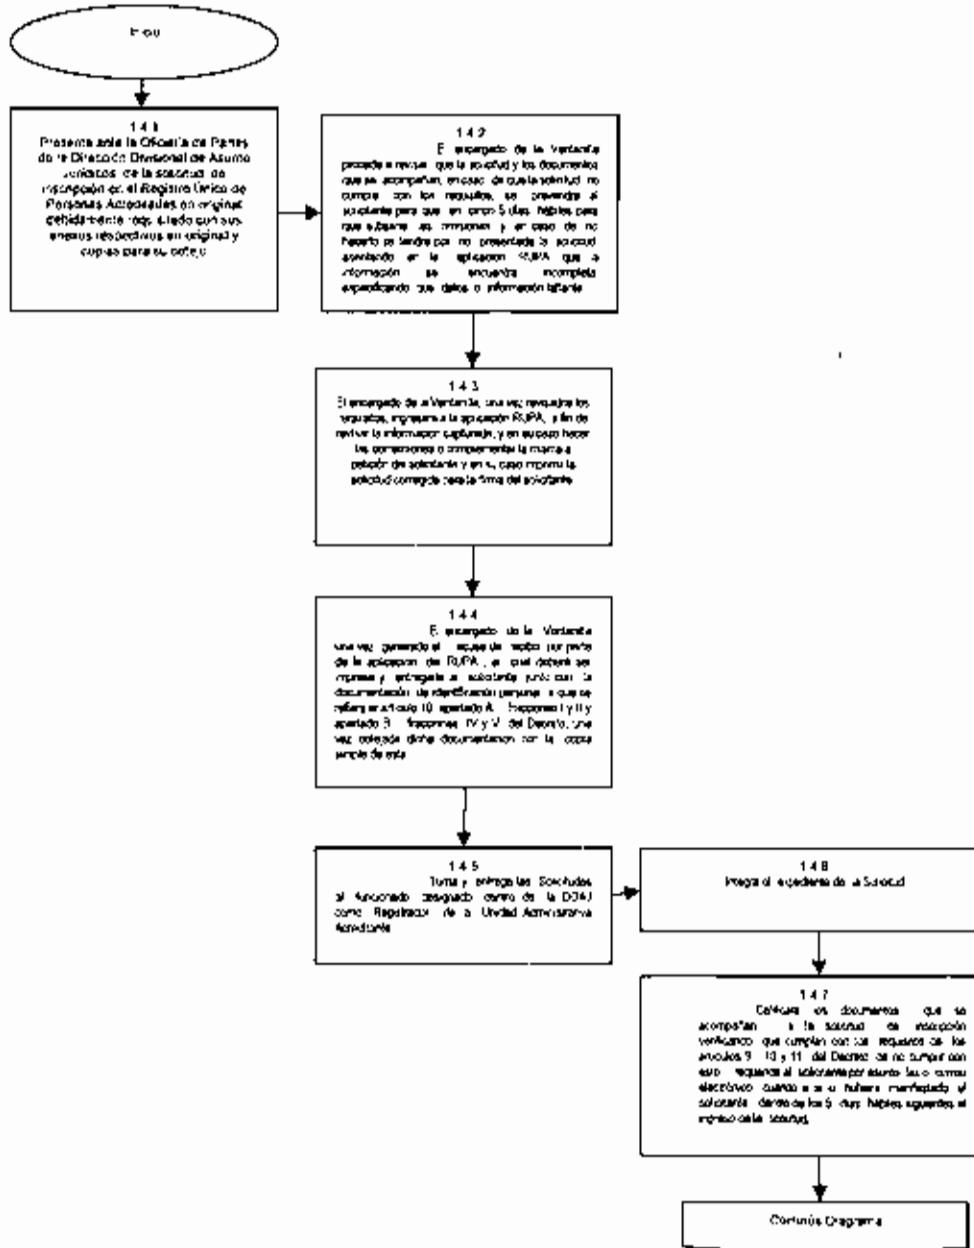 Inicio
1 4 1
Presenta ante la Oficialía de Partes
de la Dirección Divisional de Asuntos
Jurídicos de la solicitud de
inscripción en el Registro Único de
Personas Acreditadas en original
debidamente requisitado con sus
anexos respectivos en original y
copias para su cotejo
1 4 2
El encargado de la Ventanilla
procede a revisar que la solicitud y los documentos
que se acompañan, en caso de que la solicitud no
cumpla con los requisitos, se prevendrá al
solicitante para que en cinco 5 días hábiles para
que subsane las omisiones y en caso de no
hacerlo se tendrá por no presentada la solicitud
asentando en la aplicación RUPA que la
información se encuentra incompleta
especificando que datos o información faltante
1 4 3
El encargado de la Ventanilla, una vez revisados los
requisitos, ingresará a la aplicación RUPA, a fin de
revisar la información capturada, y en su caso hacer
las correcciones o complementar la misma a
petición del solicitante y en su caso imprimir la
solicitud corregida para la firma del solicitante
1 4 4
El encargado de la Ventanilla
una vez generado el acuse de recibo por parte
de la aplicación del RUPA, el cual deberá ser
impreso y entregado al solicitante junto con la
documentación de identificación personal a que se
refiere el artículo 10 apartado A fracciones I y II y
apartado B fracciones IV y V del Decreto, una
vez cotejada dicha documentación con la copia
simple de esta
1 4 5
Turna y entrega las Solicitudes
al funcionario designado dentro de la DDAJ
como Registrador de la Unidad Administrativa
Acreditante
1 4 6
Integra el expediente de la Solicitud
1 4 7
Calificará los documentos que se
acompañan a la solicitud de inscripción
verificando que cumplan con los requisitos de los
artículos 9 10 y 11 del Decreto de no cumplir con
esto requerirá al solicitante por escrito fax o correo
electrónico cuando así lo hubiere manifestado el
solicitante dentro de los 5 días hábiles siguientes al
ingreso de la solicitud
Continúa Diagrama